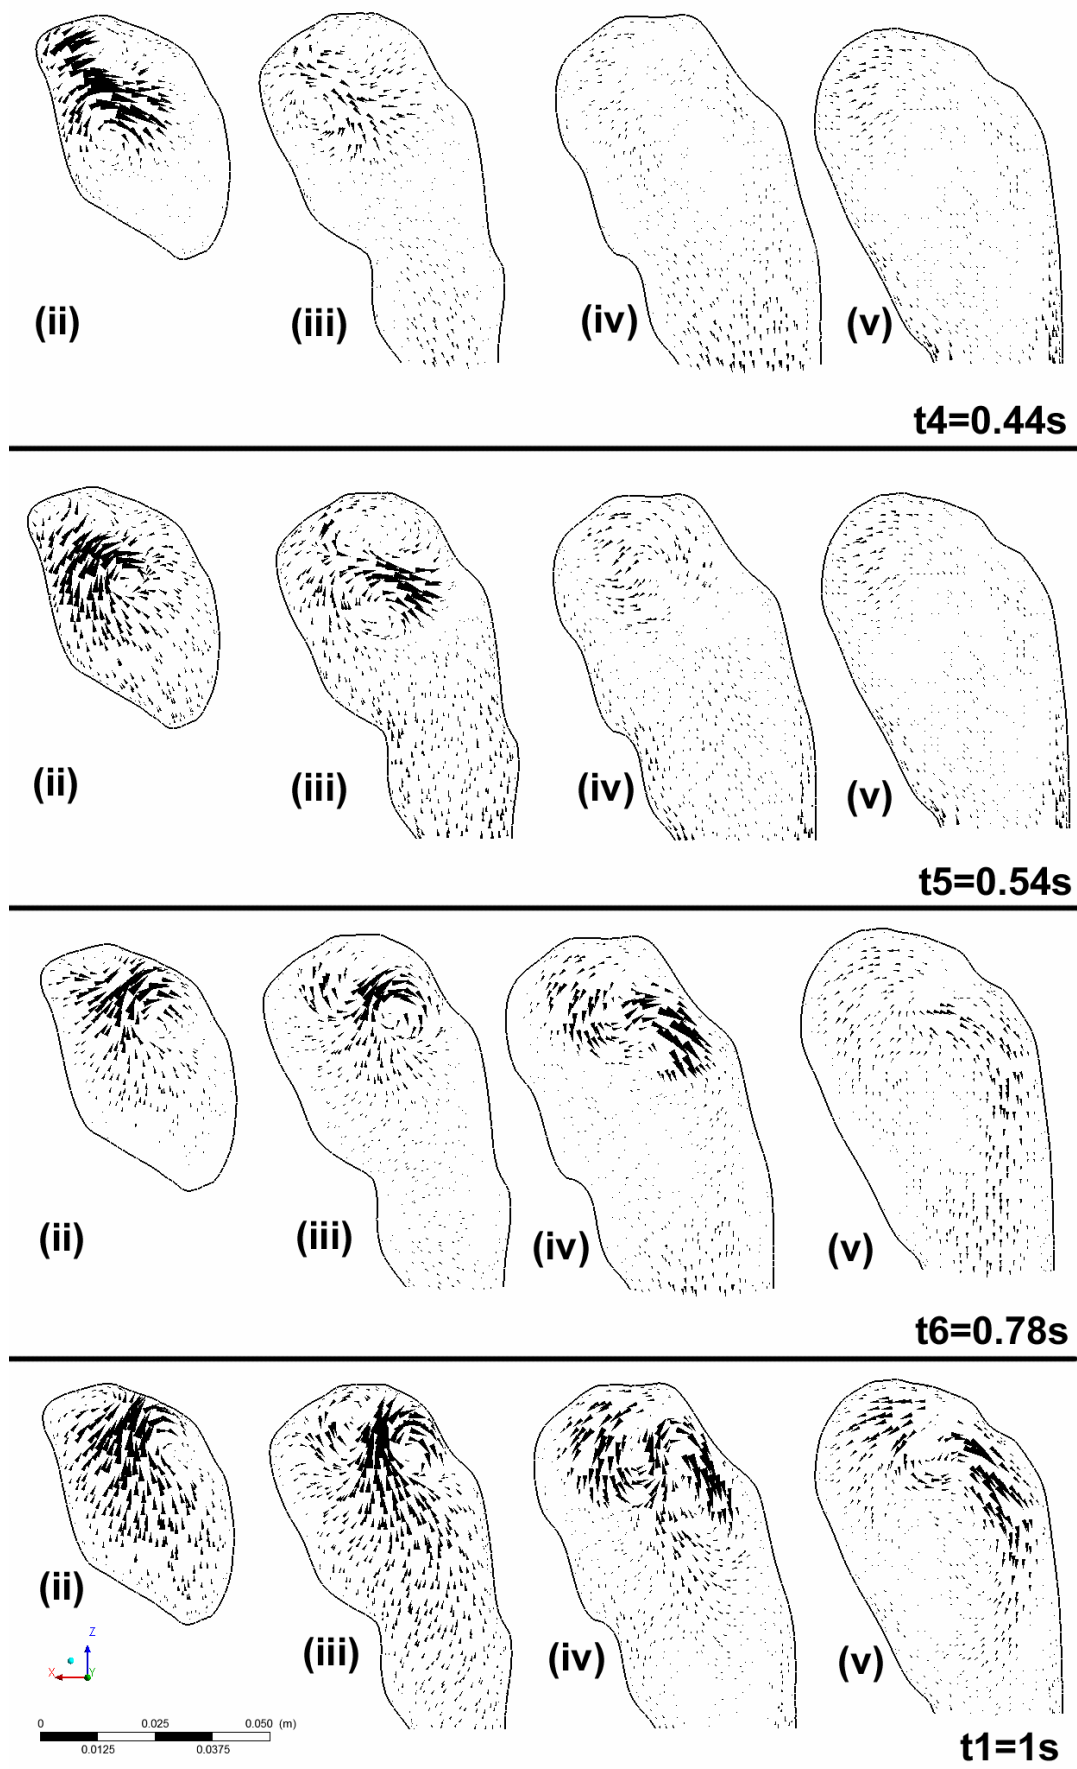 (ii) (iii) (iv) (v)
t4=0.44s
(ii) (iii) (iv) (v)
t5=0.54s
(ii) (iii) (iv) (v)
t6=0.78s
(ii) (iii) (iv) (v)
Z
X Y
0 0.025 0.050 (m)
0.0125 0.0375
t1=1s